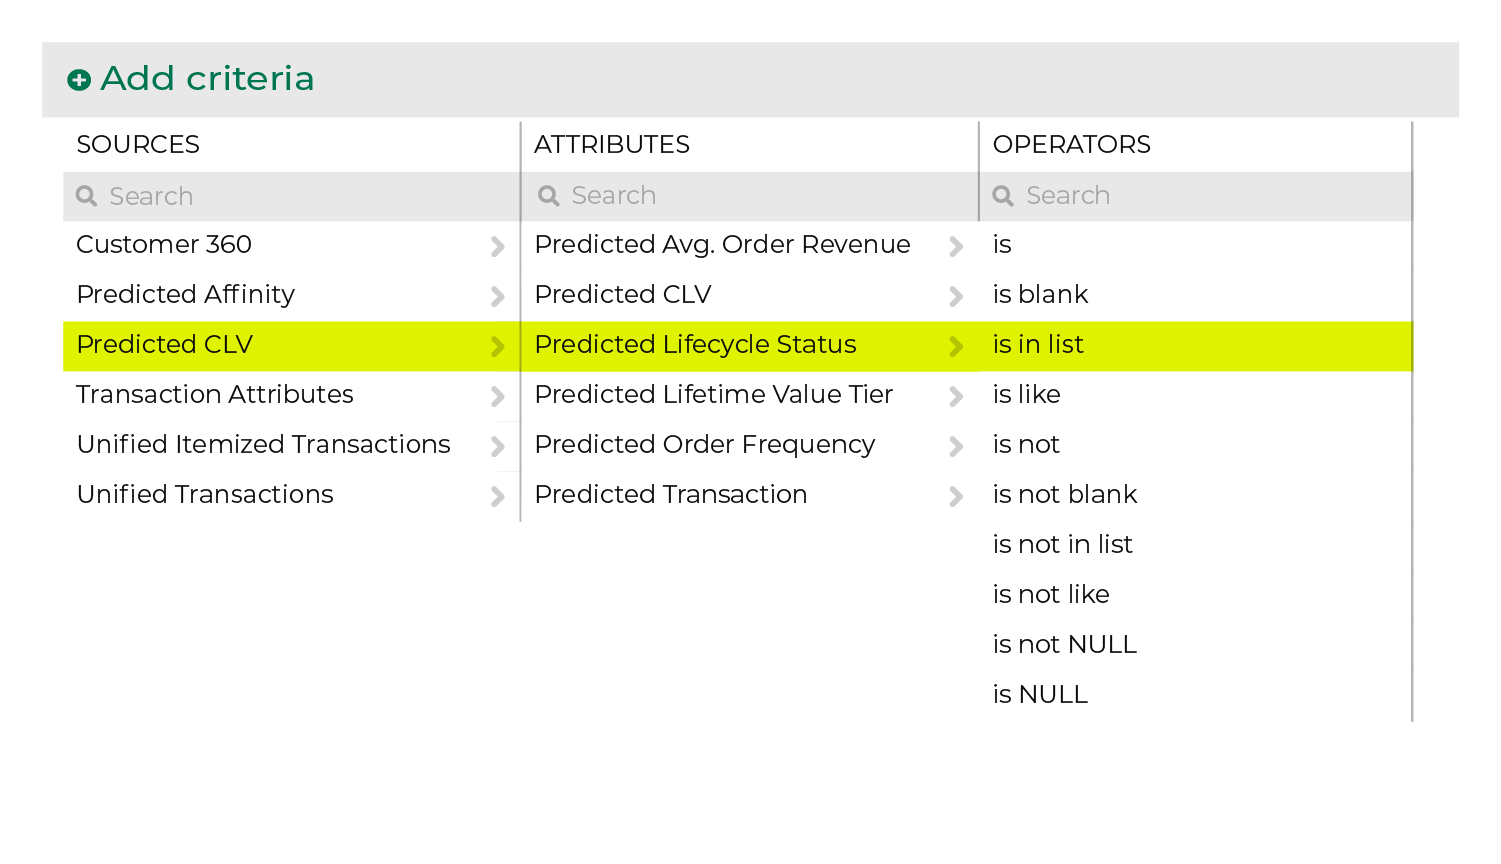 Add criteria
SOURCES
Search
Customer 360
Predicted Affinity
Predicted CLV
Transaction Attributes
Unified Itemized Transactions
Unified Transactions
ATTRIBUTES
Search
Predicted Avg. Order Revenue
Predicted CLV
Predicted Lifecycle Status
Predicted Lifetime Value Tier
Predicted Order Frequency
Predicted Transaction
OPERATORS
Search
is
is blank
is in list
is like
is not
is not blank
is not in list
is not like
is not NULL
is NULL